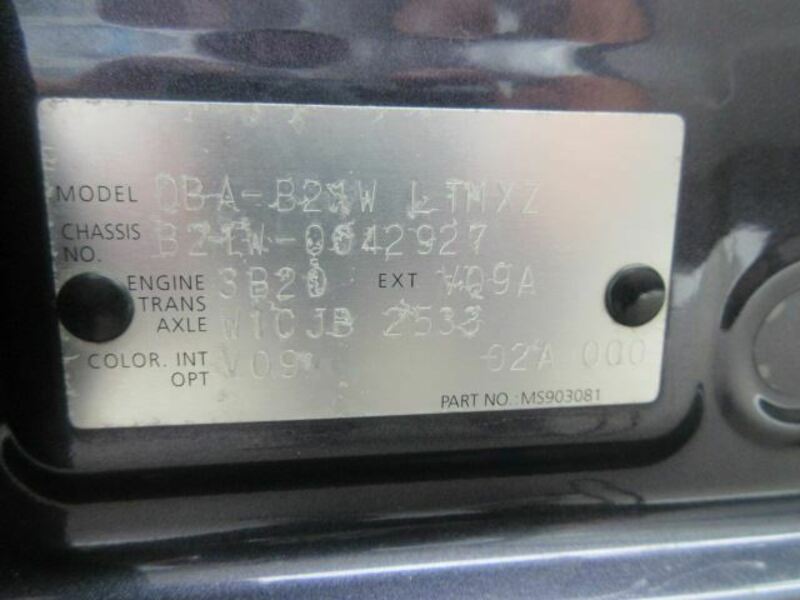 MODEL DBA-B21W LTMXZ
CHASSIS NO. B21W-0042927
ENGINE 3B20 EXT V09A
TRANS AXLE W1CJB 2533
COLOR. INT V09 02A 000
OPT
PART NO.: MS903081